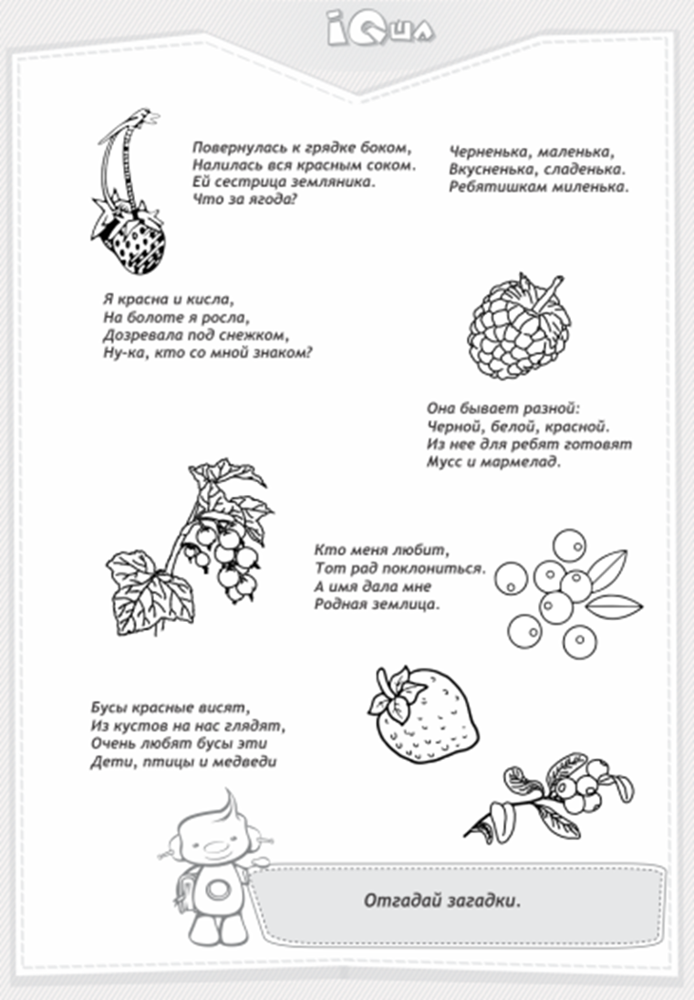 iQша
Повернулась к грядке боком,
Налилась вся красным соком.
Ей сестрица земляника.
Что за ягода?
Черненька, маленька,
Вкусненька, сладенька.
Ребятишкам миленька.
Я красна и кисла,
На болоте я росла,
Дозревала под снежком,
Ну-ка, кто со мной знаком?
Она бывает разной:
Черной, белой, красной.
Из нее для ребят готовят
Мусс и мармелад.
Кто меня любит,
Тот рад поклониться.
А имя дала мне
Родная землица.
Бусы красные висят,
Из кустов на нас глядят,
Очень любят бусы эти
Дети, птицы и медведи
Отгадай загадки.